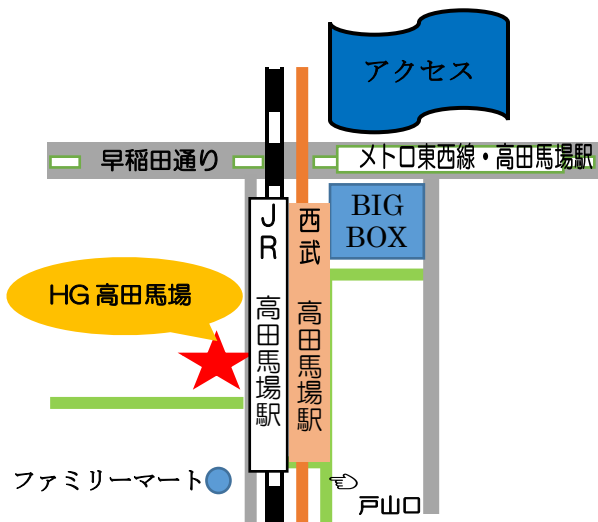 アクセス
早稲田通り
メトロ東西線・高田馬場駅
BIG
BOX
JR 高田馬場駅
西武 高田馬場駅
HG 高田馬場
ファミリーマート
戸山口